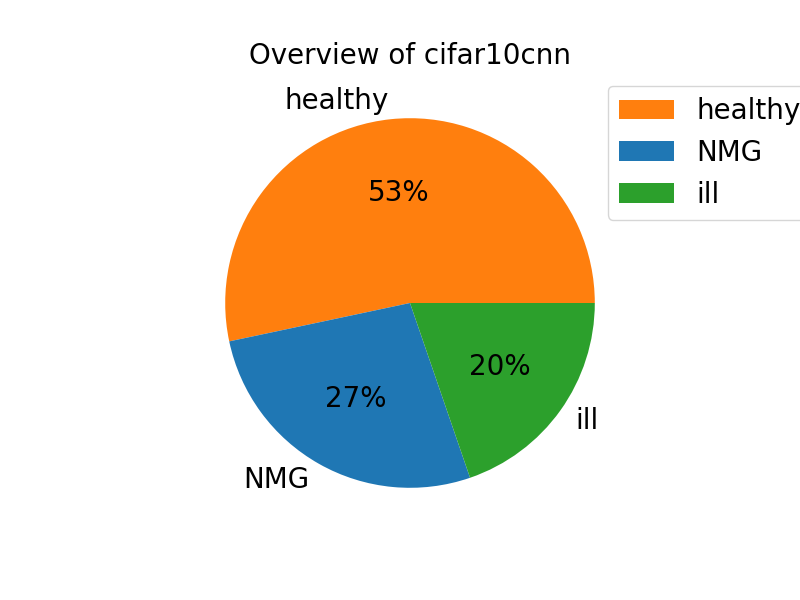 Overview of cifar10cnn
healthy
53%
27%
20%
NMG
ill
healthy
NMG
ill